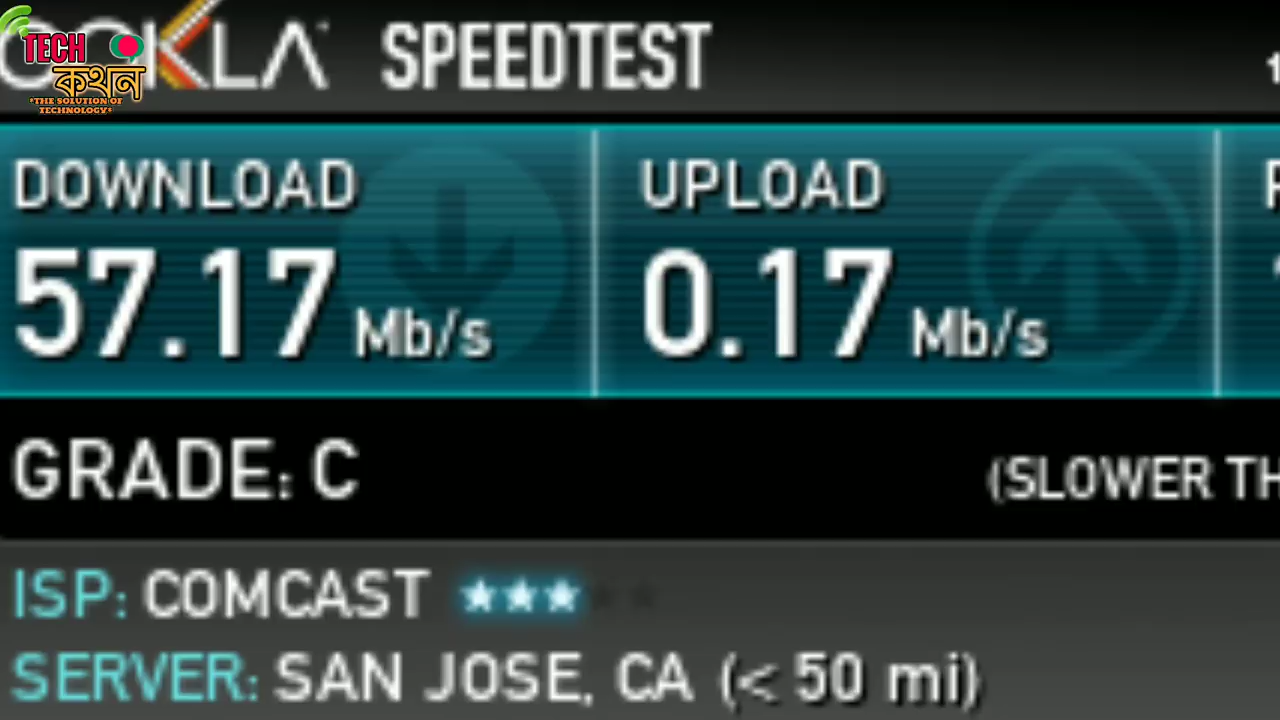 OOKLA SPEEDTEST
TECH
কথন
"THE SOLUTION OF
TECHNOLOGY"
DOWNLOAD UPLOAD
57.17 Mb/s 0.17 Mb/s
GRADE: C (SLOWER
ISP: COMCAST ★★★
SERVER: SAN JOSE, CA (< 50 mi)